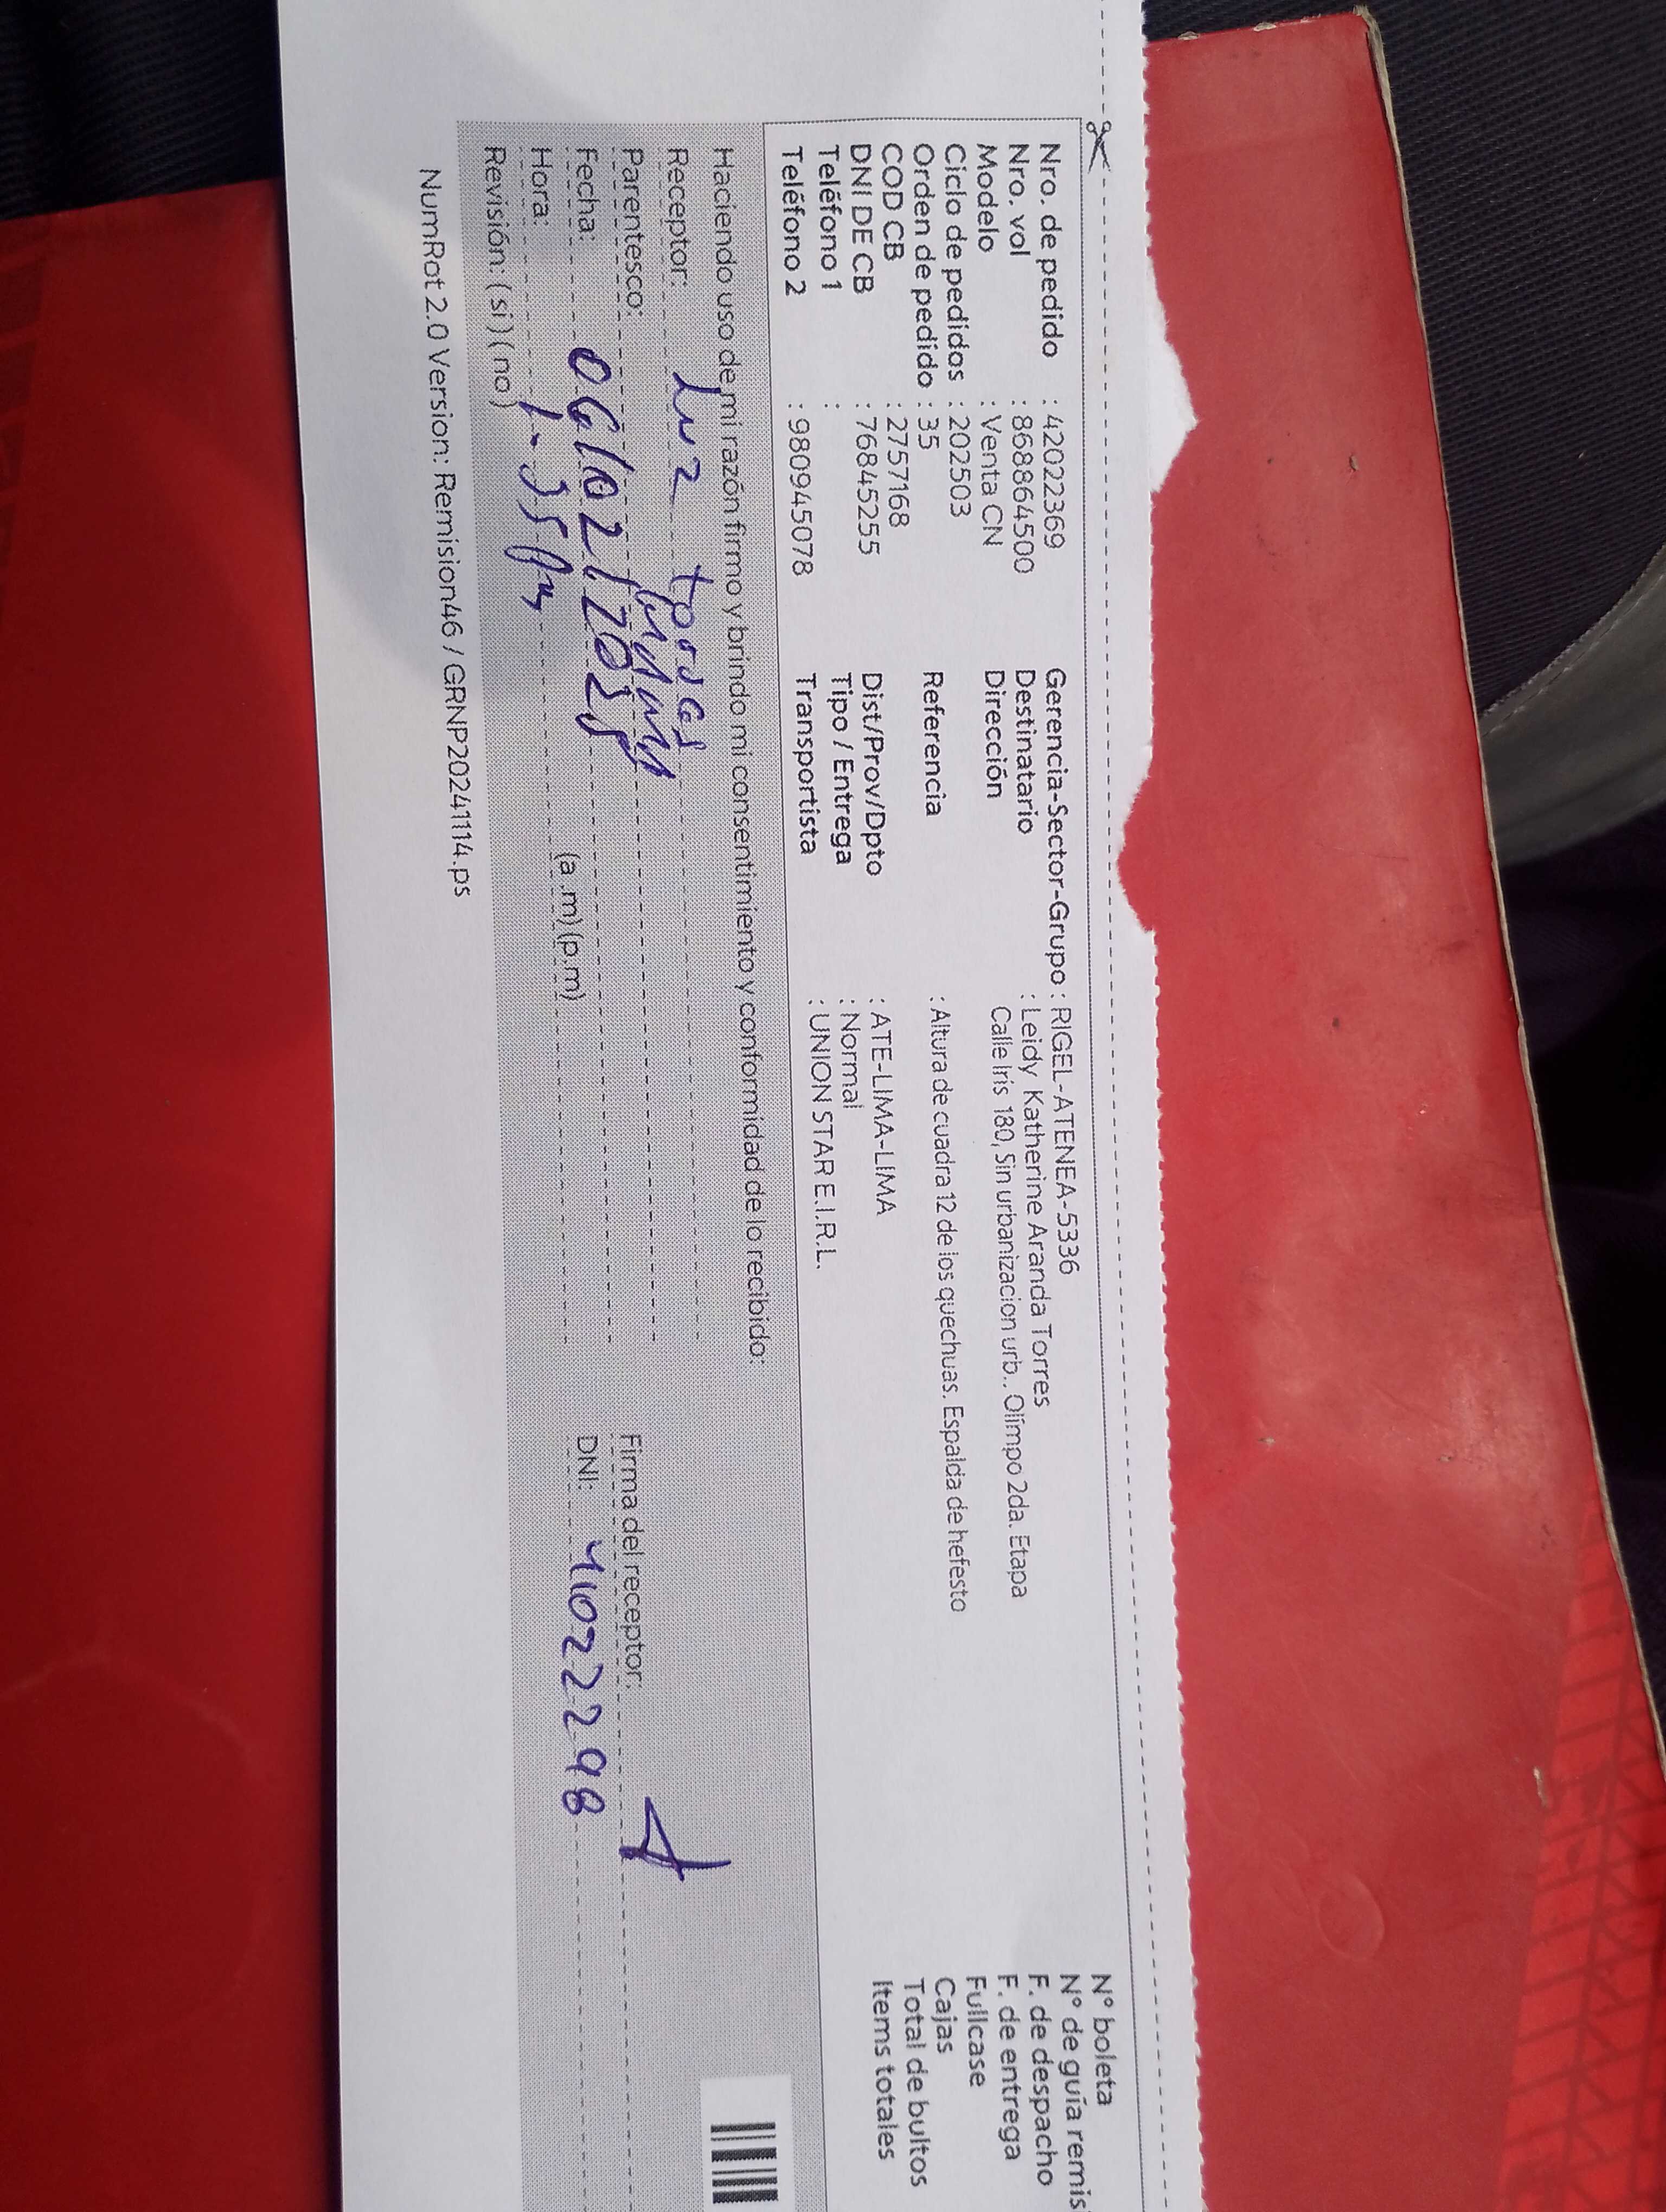 Nro. de pedido : 42022369
Nro. vol : 8688864500
Modelo : Venta CN
Ciclo de pedidos : 202503
Orden de pedido : 35
COD CB : 2757168
DNI DE CB : 76845255
Teléfono 1 :
Teléfono 2 : 980945078
Gerencia-Sector-Grupo : RIGEL-ATENEA-5336
Destinatario : Leidy Katherine Aranda Torres
Dirección Calle Iris 180, Sin urbanizacion urb., Olimpo 2da. Etapa
Referencia : Altura de cuadra 12 de los quechuas. Espalda de hefesto
Dist/Prov/Dpto : ATE-LIMA-LIMA
Tipo / Entrega : Normal
Transportista : UNION STAR E.I.R.L.
N° boleta
N° de guía remis
F. de despacho
F. de entrega
Fullcase
Cajas
Total de bultos
Items totales
Haciendo uso de mi razón firmo y brindo mi consentimiento y conformidad de lo recibido:
Receptor: Luz
Parentesco:
Fecha: 06/02/2025
Hora: (a.m) (p.m)
Revisión: ( si ) ( no )
Firma del receptor:
DNI: 41022298
NumRot 2.0 Version: Remision46 / GRNP20241114.ps